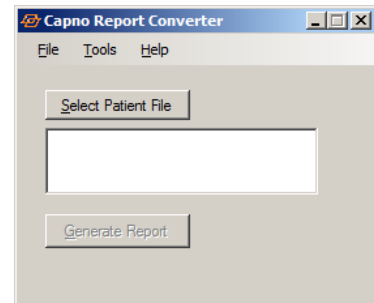 Capno Report Converter
File Tools Help
Select Patient File
Generate Report